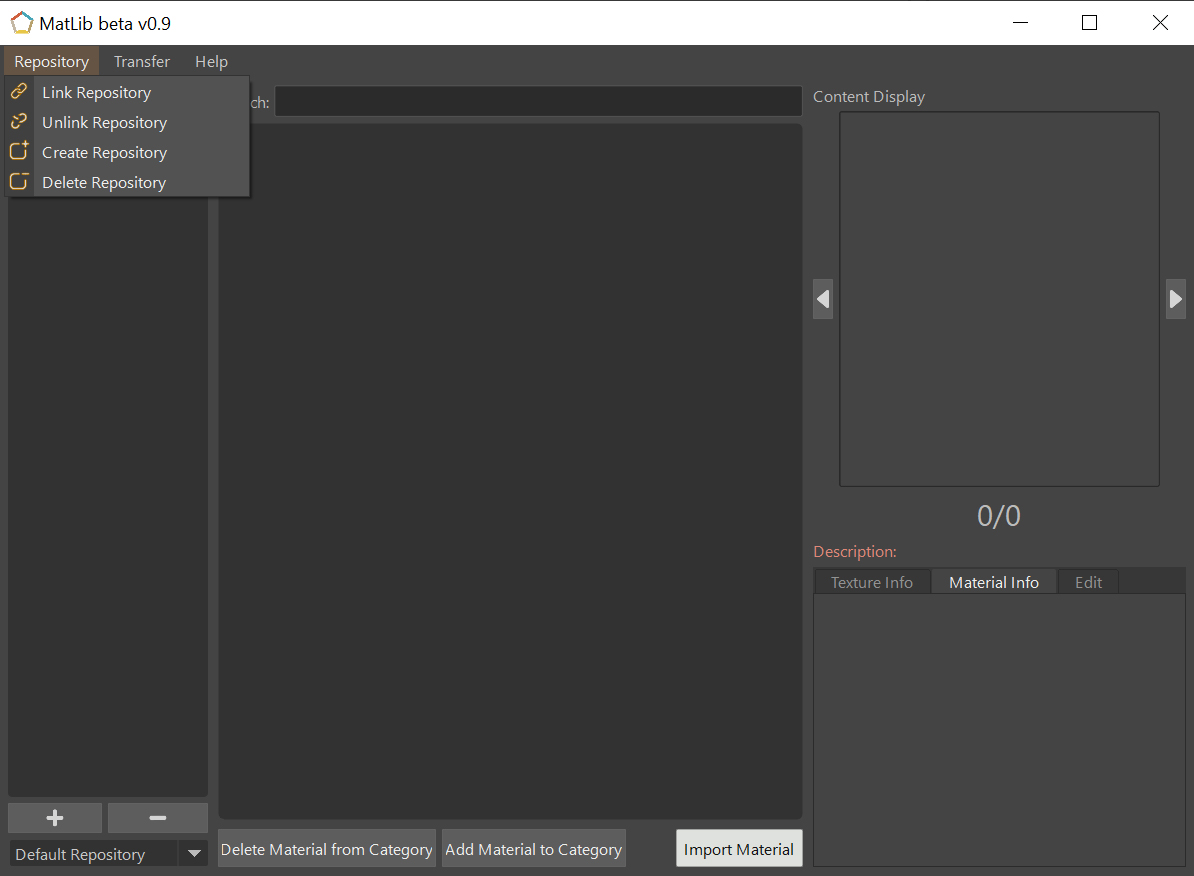 MatLib beta v0.9
Repository Transfer Help
Link Repository
Unlink Repository
Create Repository
Delete Repository
ch:
Content Display
0/0
Description:
Texture Info Material Info Edit
Default Repository
Delete Material from Category Add Material to Category Import Material